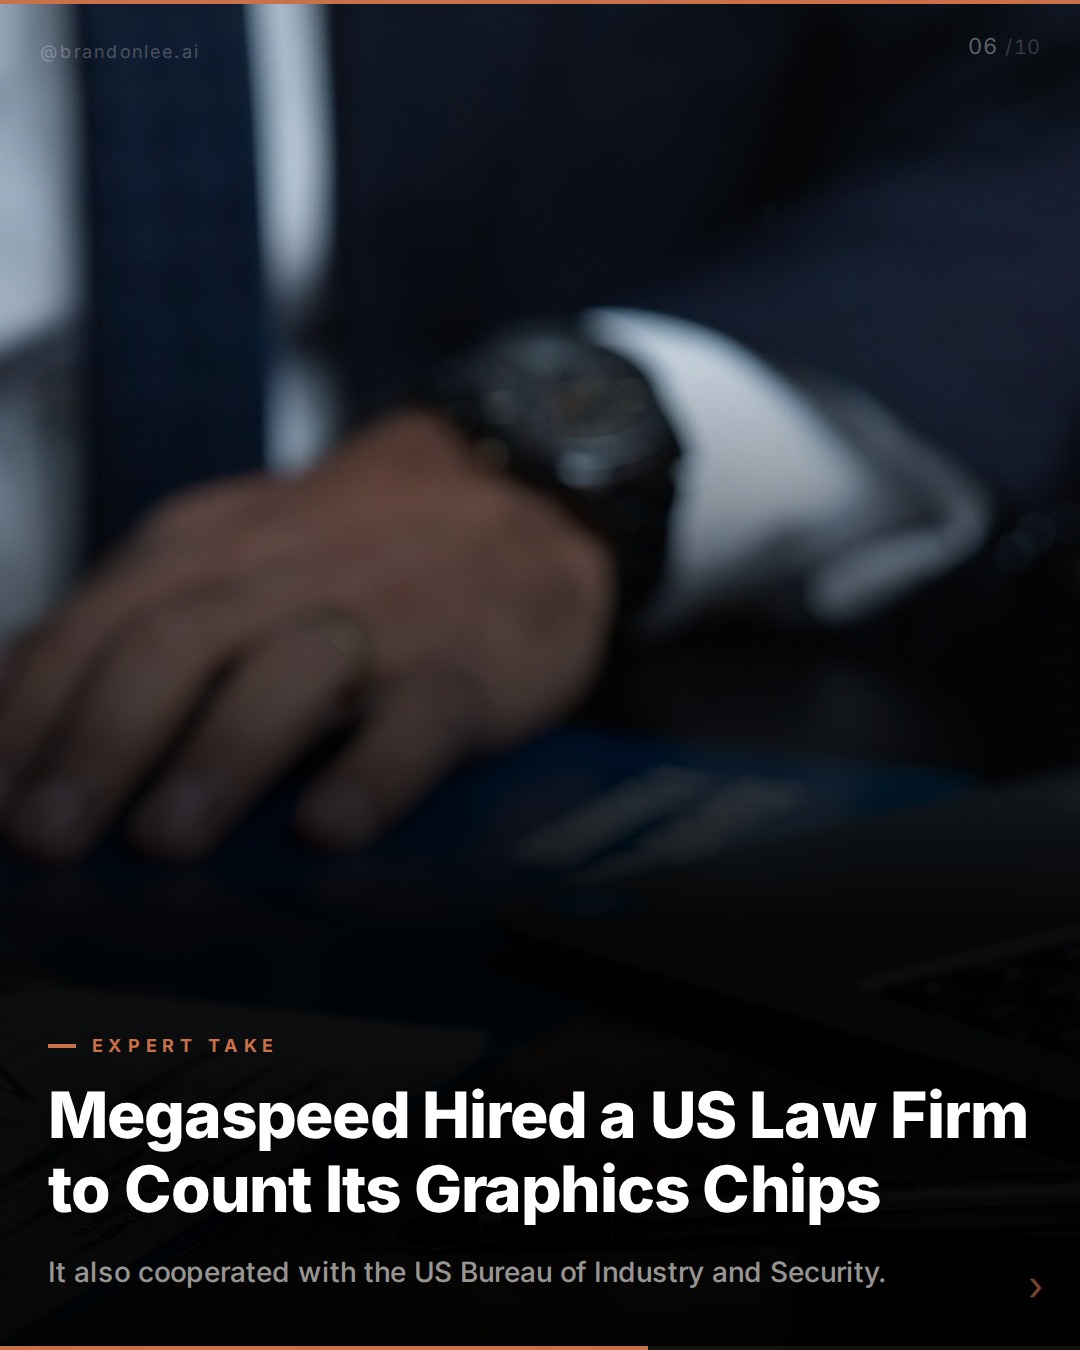 @brandonlee.ai
06 /10
EXPERT TAKE
Megaspeed Hired a US Law Firm
to Count Its Graphics Chips
It also cooperated with the US Bureau of Industry and Security.